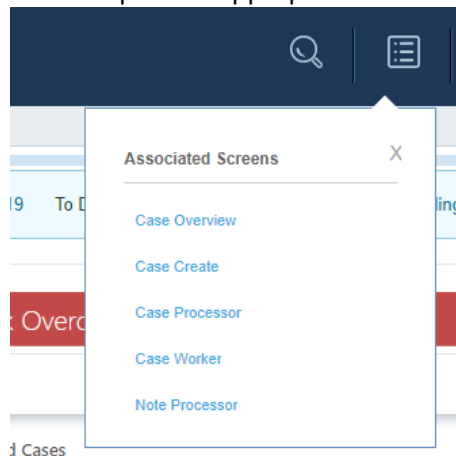 Associated Screens X
19 To D
Case Overview
Case Create
Case Processor
Overd
Case Worker
Note Processor
d Cases